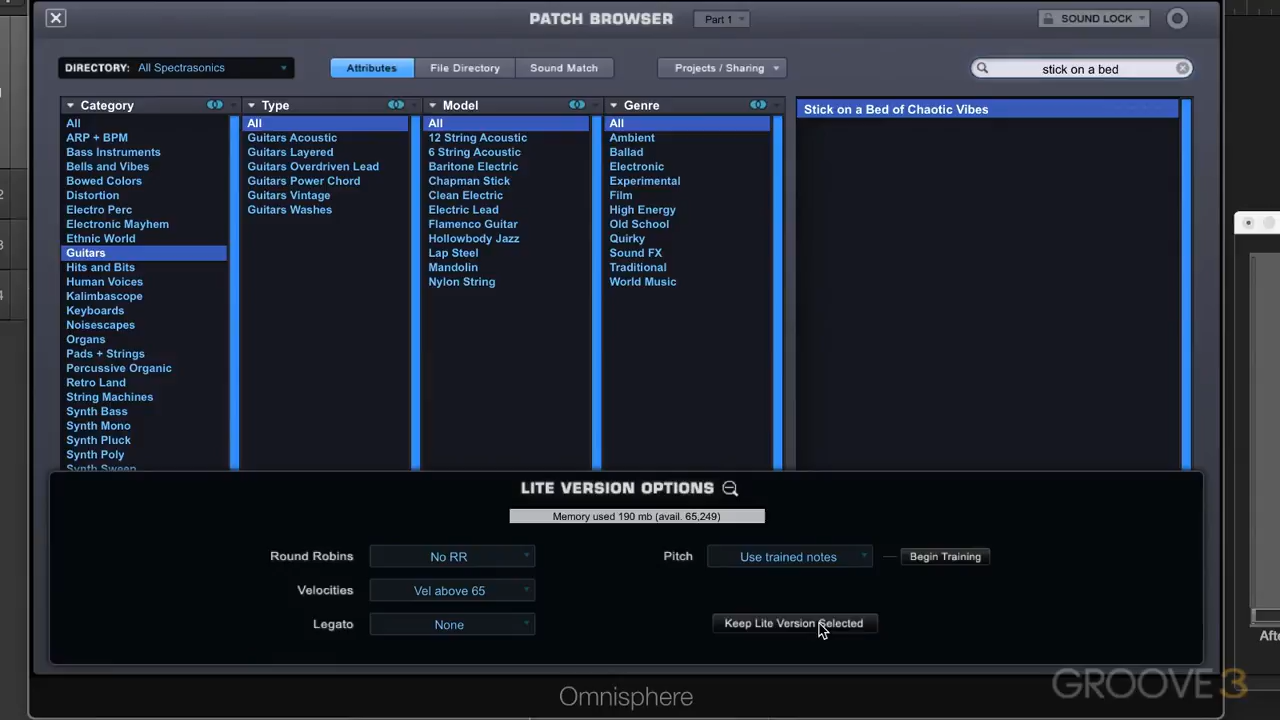 PATCH BROWSER
Part 1
SOUND LOCK
DIRECTORY: All Spectrasonics
Attributes
File Directory
Sound Match
Projects / Sharing
stick on a bed
Category
All
ARP + BPM
Bass Instruments
Bells and Vibes
Bowed Colors
Distortion
Electro Perc
Electronic Mayhem
Ethnic World
Guitars
Hits and Bits
Human Voices
Kalimbascope
Keyboards
Noisescapes
Organs
Pads + Strings
Percussive Organic
Retro Land
String Machines
Synth Bass
Synth Mono
Synth Pluck
Synth Poly
Synth Sweep
Type
All
Guitars Acoustic
Guitars Layered
Guitars Overdriven Lead
Guitars Power Chord
Guitars Vintage
Guitars Washes
Model
All
12 String Acoustic
6 String Acoustic
Baritone Electric
Chapman Stick
Clean Electric
Electric Lead
Flamenco Guitar
Hollowbody Jazz
Lap Steel
Mandolin
Nylon String
Genre
All
Ambient
Ballad
Electronic
Experimental
Film
High Energy
Old School
Quirky
Sound FX
Traditional
World Music
Stick on a Bed of Chaotic Vibes
LITE VERSION OPTIONS
Memory used 190 mb (avail. 65,249)
Round Robins
No RR
Pitch
Use trained notes
Begin Training
Velocities
Vel above 65
Legato
None
Keep Lite Version Selected
Omnisphere
GROOVE3
2
3
4